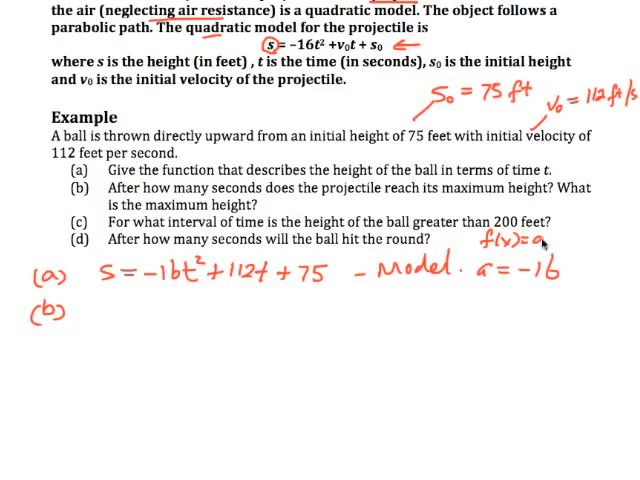 the air (neglecting air resistance) is a quadratic model. The object follows a
parabolic path. The quadratic model for the projectile is
s = –16t² +v₀t + s₀
where s is the height (in feet) , t is the time (in seconds), s₀ is the initial height
and v₀ is the initial velocity of the projectile.
S₀ = 75 ft
v₀ = 112 ft/s
Example
A ball is thrown directly upward from an initial height of 75 feet with initial velocity of
112 feet per second.
(a) Give the function that describes the height of the ball in terms of time t.
(b) After how many seconds does the projectile reach its maximum height? What
is the maximum height?
(c) For what interval of time is the height of the ball greater than 200 feet?
(d) After how many seconds will the ball hit the round?
f(x)=a
(a) S = -16t² + 112t + 75 - Model. a = -16
(b)